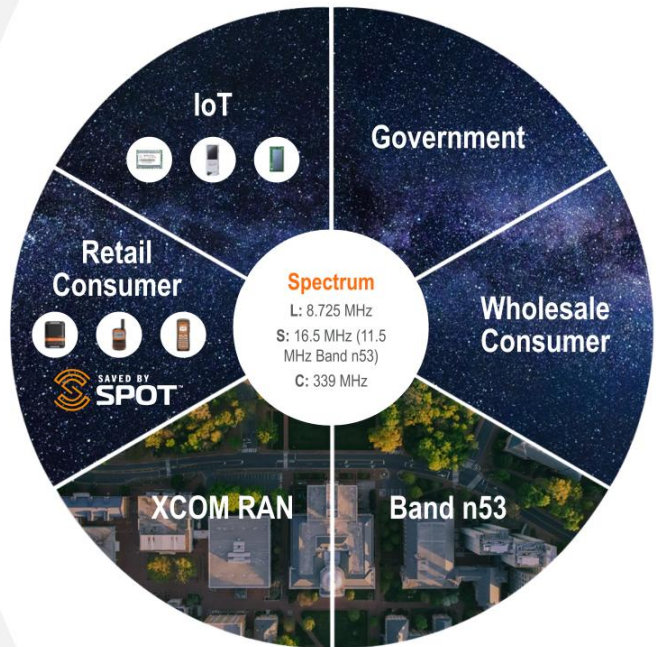 IoT
Government
Retail
Consumer
SAVED BY
SPOT™
Spectrum
L: 8.725 MHz
S: 16.5 MHz (11.5
MHz Band n53)
C: 339 MHz
Wholesale
Consumer
XCOM RAN
Band n53